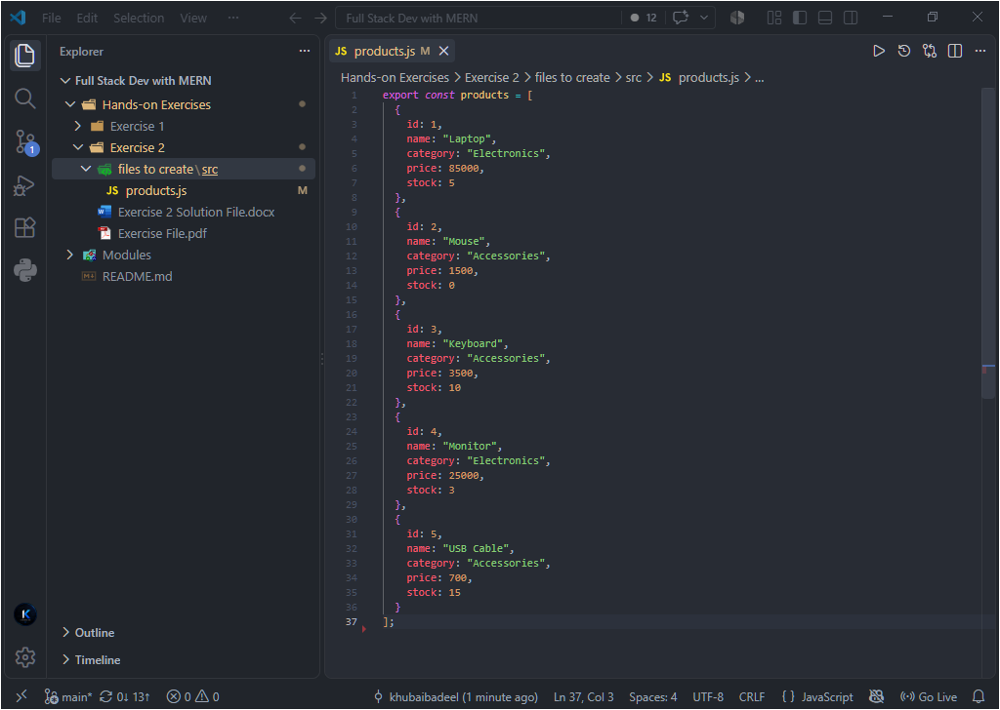 File Edit Selection View ··· Full Stack Dev with MERN 12
Explorer ···
Full Stack Dev with MERN
Hands-on Exercises
Exercise 1
Exercise 2
files to create\src
JS products.js M
Exercise 2 Solution File.docx
Exercise File.pdf
Modules
README.md
1
Outline
Timeline
JS products.js M
Hands-on Exercises > Exercise 2 > files to create > src > JS products.js > ...
1 export const products = [
2 {
3 id: 1,
4 name: "Laptop",
5 category: "Electronics",
6 price: 85000,
7 stock: 5
8 },
9 {
10 id: 2,
11 name: "Mouse",
12 category: "Accessories",
13 price: 1500,
14 stock: 0
15 },
16 {
17 id: 3,
18 name: "Keyboard",
19 category: "Accessories",
20 price: 3500,
21 stock: 10
22 },
23 {
24 id: 4,
25 name: "Monitor",
26 category: "Electronics",
27 price: 25000,
28 stock: 3
29 },
30 {
31 id: 5,
32 name: "USB Cable",
33 category: "Accessories",
34 price: 700,
35 stock: 15
36 }
37 ];
main* 0↓ 13↑ 0 0 khubaibadeel (1 minute ago) Ln 37, Col 3 Spaces: 4 UTF-8 CRLF { } JavaScript Go Live